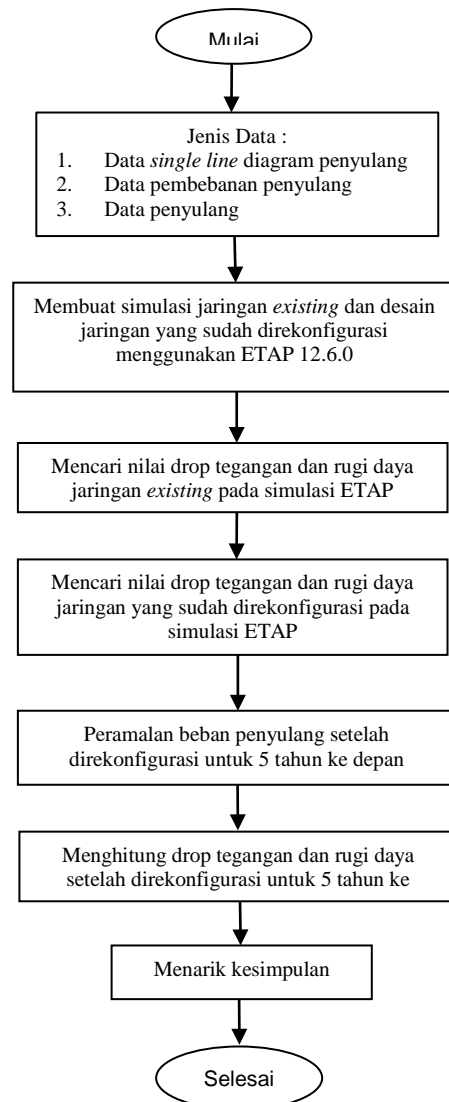 Mulai
Jenis Data :
1. Data single line diagram penyulang
2. Data pembebanan penyulang
3. Data penyulang
Membuat simulasi jaringan existing dan desain
jaringan yang sudah direkonfigurasi
menggunakan ETAP 12.6.0
Mencari nilai drop tegangan dan rugi daya
jaringan existing pada simulasi ETAP
Mencari nilai drop tegangan dan rugi daya
jaringan yang sudah direkonfigurasi pada
simulasi ETAP
Peramalan beban penyulang setelah
direkonfigurasi untuk 5 tahun ke depan
Menghitung drop tegangan dan rugi daya
setelah direkonfigurasi untuk 5 tahun ke
Menarik kesimpulan
Selesai